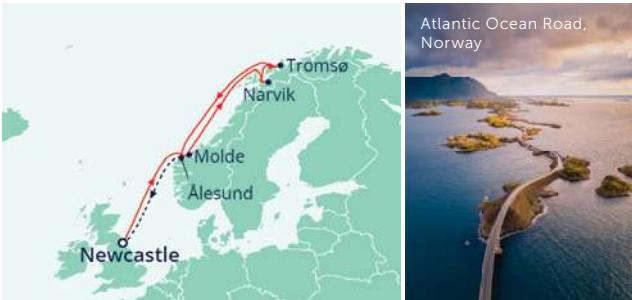 Tromsø
Narvik
Molde
Ålesund
Newcastle
Atlantic Ocean Road,
Norway